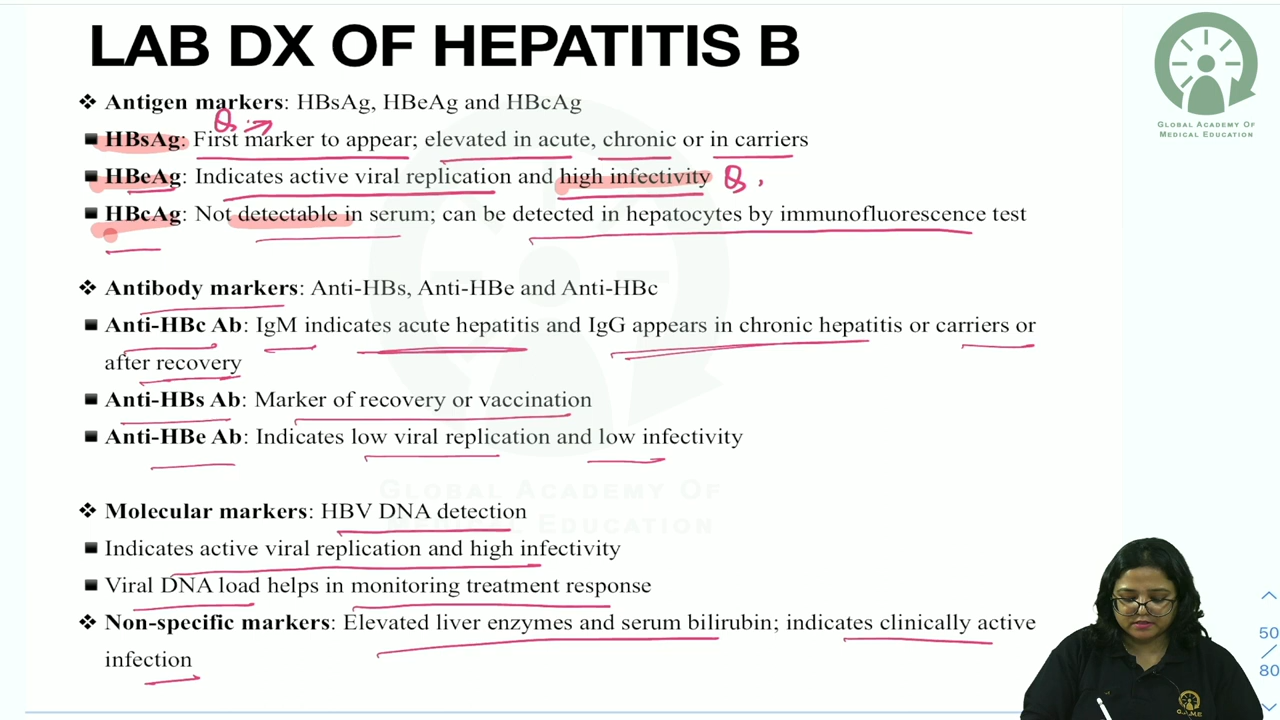 LAB DX OF HEPATITIS B
GLOBAL ACADEMY OF
MEDICAL EDUCATION
❖ Antigen markers: HBsAg, HBeAg and HBcAg
Q.
■ HBsAg: First marker to appear; elevated in acute, chronic or in carriers
■ HBeAg: Indicates active viral replication and high infectivity Q.
■ HBcAg: Not detectable in serum; can be detected in hepatocytes by immunofluorescence test
❖ Antibody markers: Anti-HBs, Anti-HBe and Anti-HBc
■ Anti-HBc Ab: IgM indicates acute hepatitis and IgG appears in chronic hepatitis or carriers or
after recovery
■ Anti-HBs Ab: Marker of recovery or vaccination
■ Anti-HBe Ab: Indicates low viral replication and low infectivity
GLOBAL ACADEMY OF
MEDICAL EDUCATION
❖ Molecular markers: HBV DNA detection
■ Indicates active viral replication and high infectivity
■ Viral DNA load helps in monitoring treatment response
❖ Non-specific markers: Elevated liver enzymes and serum bilirubin; indicates clinically active
infection
50
/
80
G.A.M.E